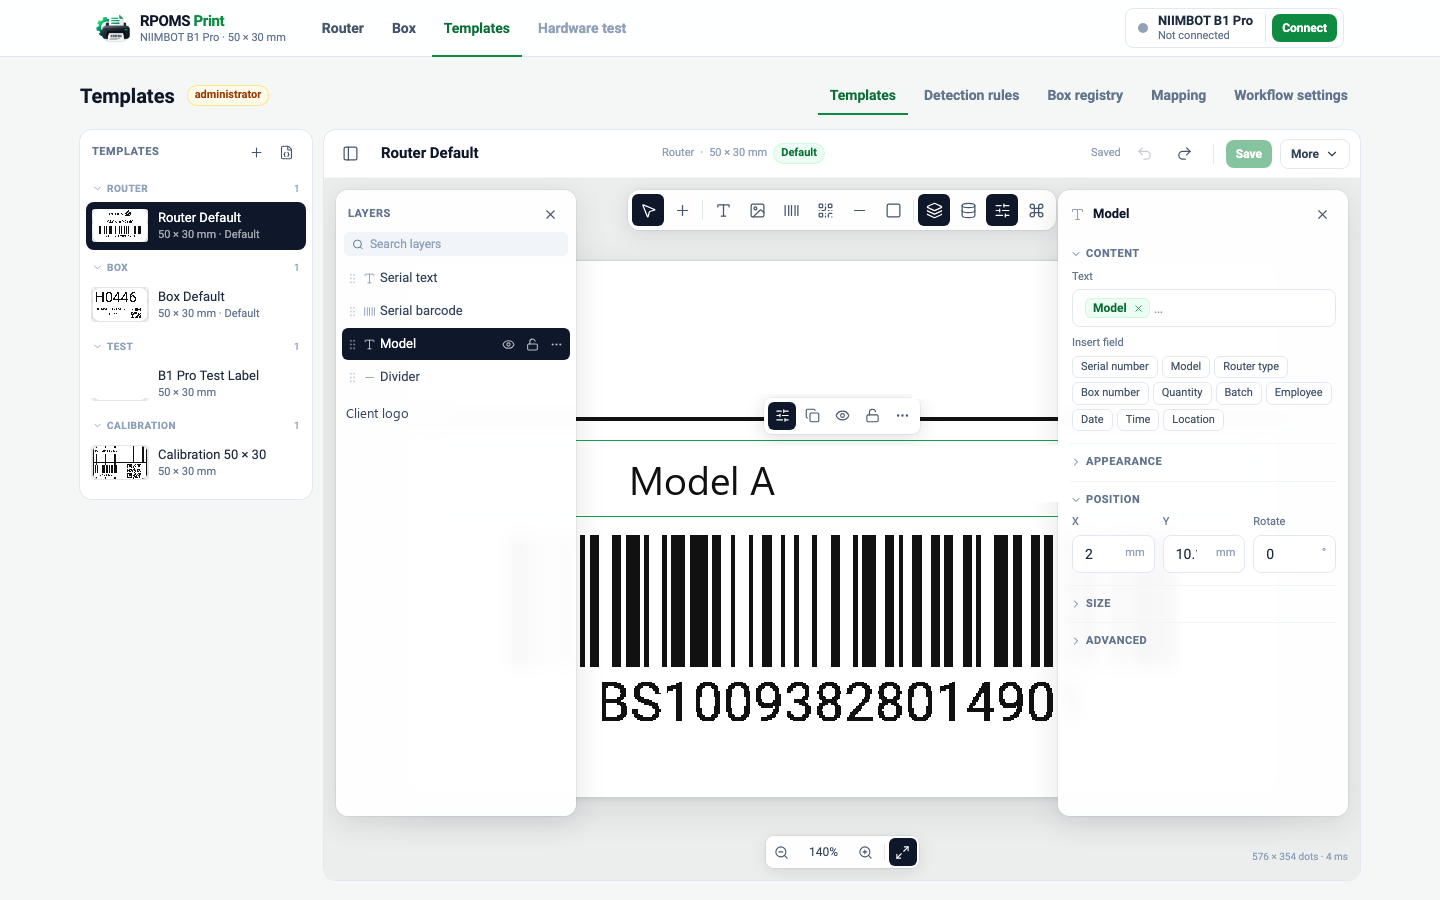 RPOMS Print
NIIMBOT B1 Pro · 50 × 30 mm
Router
Box
Templates
Hardware test
NIIMBOT B1 Pro
Not connected
Connect
Templates
administrator
Templates
Detection rules
Box registry
Mapping
Workflow settings
TEMPLATES
ROUTER 1
Router Default
50 × 30 mm · Default
BOX 1
H0446
Box Default
50 × 30 mm · Default
TEST 1
B1 Pro Test Label
50 × 30 mm
CALIBRATION 1
Calibration 50 × 30
50 × 30 mm
Router Default
Router · 50 × 30 mm Default
Saved
Save
More
LAYERS
Search layers
Serial text
Serial barcode
Model
Divider
Client logo
Model A
BS1009382801490
140%
576 × 354 dots · 4 ms
Model
CONTENT
Text
Model × ...
Insert field
Serial number
Model
Router type
Box number
Quantity
Batch
Employee
Date
Time
Location
APPEARANCE
POSITION
X Y Rotate
2 mm 10. mm 0 °
SIZE
ADVANCED